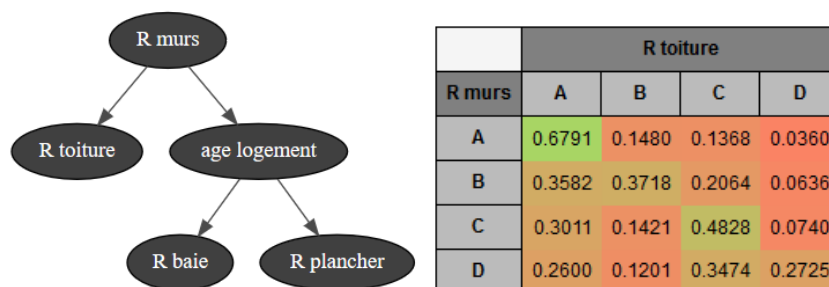 R murs
R toiture
age logement
R baie
R plancher
R toiture
R murs A B C D
A 0.6791 0.1480 0.1368 0.0360
B 0.3582 0.3718 0.2064 0.0636
C 0.3011 0.1421 0.4828 0.0740
D 0.2600 0.1201 0.3474 0.2725